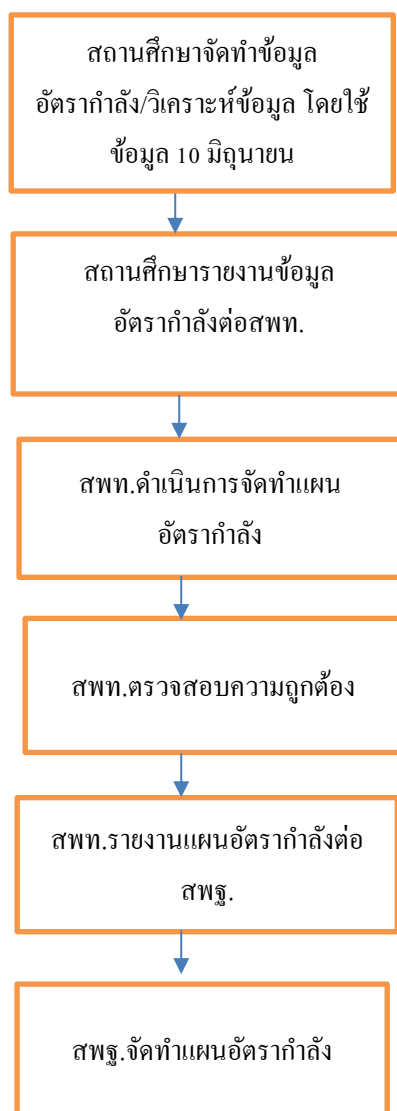 สถานศึกษาจัดทำข้อมูล
อัตรากำลัง/วิเคราะห์ข้อมูล โดยใช้
ข้อมูล 10 มิถุนายน
สถานศึกษารายงานข้อมูล
อัตรากำลังต่อสพท.
สพท.ดำเนินการจัดทำแผน
อัตรากำลัง
สพท.ตรวจสอบความถูกต้อง
สพท.รายงานแผนอัตรากำลังต่อ
สพฐ.
สพฐ.จัดทำแผนอัตรากำลัง